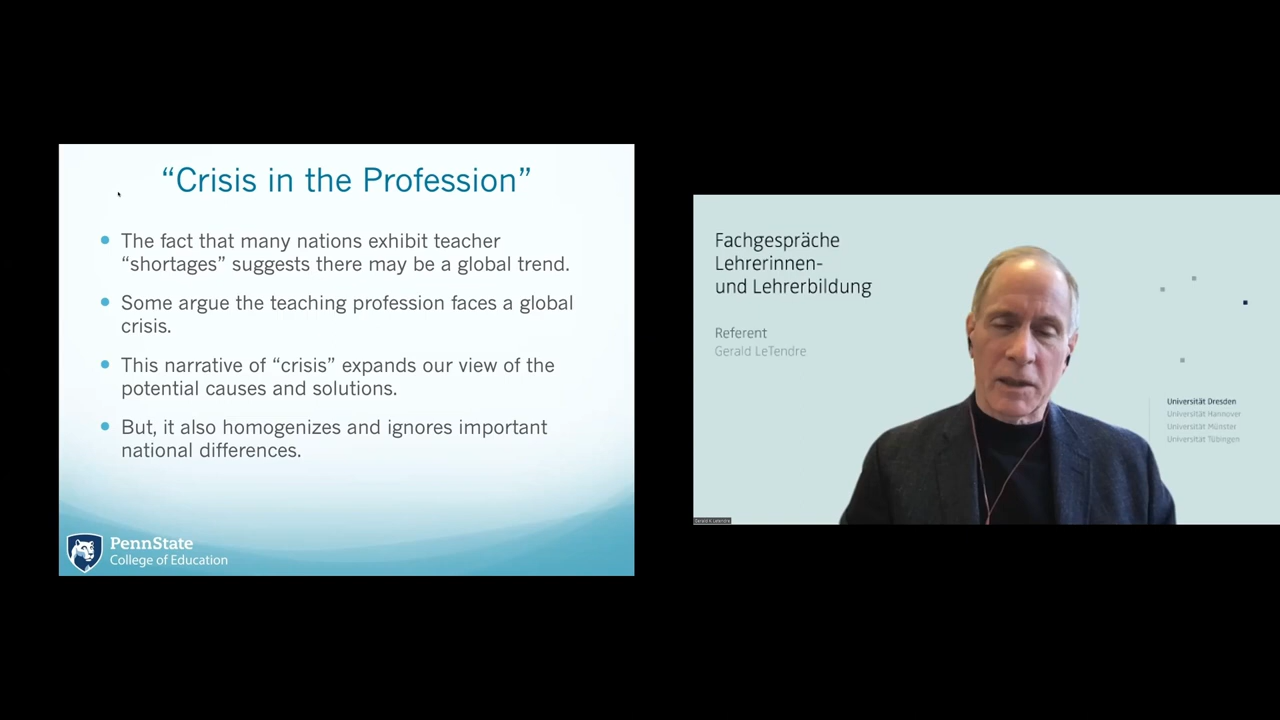 “Crisis in the Profession”
The fact that many nations exhibit teacher
“shortages” suggests there may be a global trend.
Some argue the teaching profession faces a global
crisis.
This narrative of “crisis” expands our view of the
potential causes and solutions.
But, it also homogenizes and ignores important
national differences.
PennState
College of Education
Fachgespräche
Lehrerinnen-
und Lehrerbildung
Referent
Gerald LeTendre
Universität Dresden
Universität Hannover
Universität Münster
Universität Tübingen
Gerald K Letendre